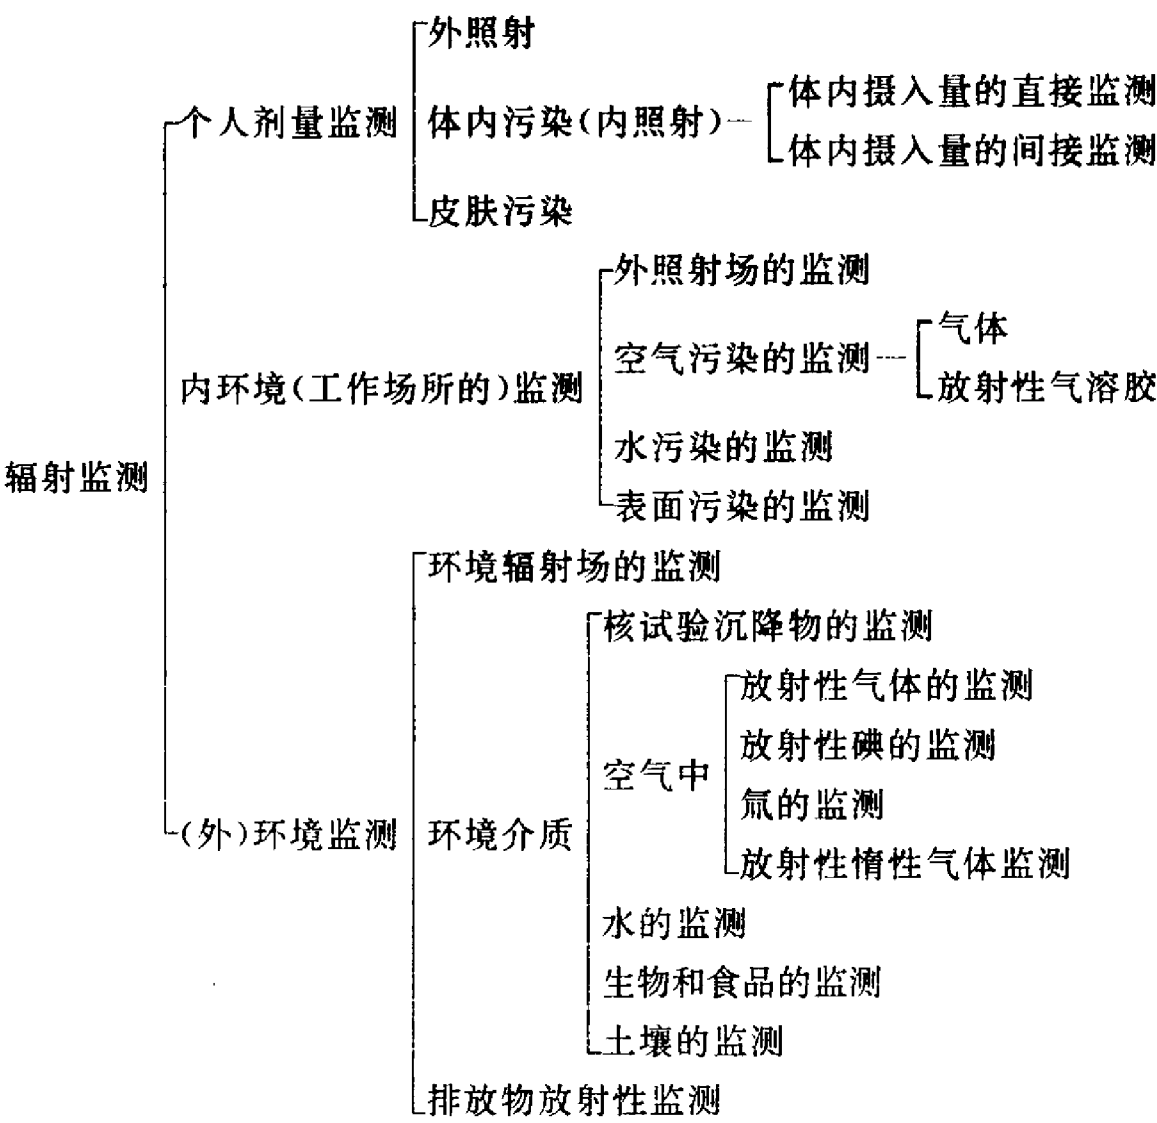 外照射
体内摄入量的直接监测
个人剂量监测
体内污染(内照射)
体内摄入量的间接监测
皮肤污染
外照射场的监测
气体
空气污染的监测
放射性气溶胶
内环境(工作场所的)监测
水污染的监测
辐射监测
表面污染的监测
环境辐射场的监测
核试验沉降物的监测
放射性气体的监测
放射性碘的监测
空气中
氚的监测
(外)环境监测
环境介质
放射性惰性气体监测
水的监测
生物和食品的监测
土壤的监测
排放物放射性监测